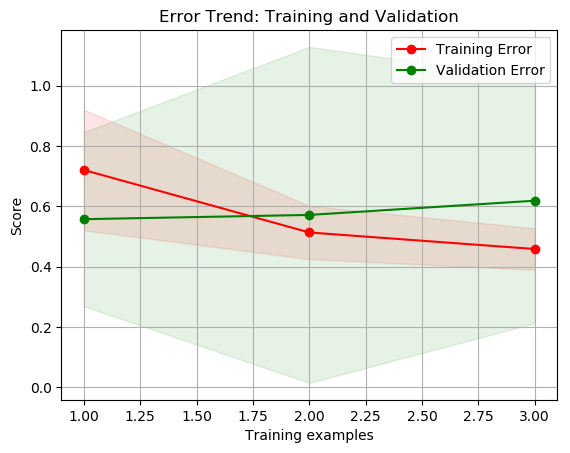 Error Trend: Training and Validation
Training Error
Validation Error
Score
1.0
0.8
0.6
0.4
0.2
0.0
1.00 1.25 1.50 1.75 2.00 2.25 2.50 2.75 3.00
Training examples